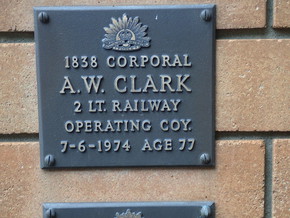 1838 CORPORAL
A.W. CLARK
2 LT. RAILWAY
OPERATING COY.
7-6-1974 AGE 77